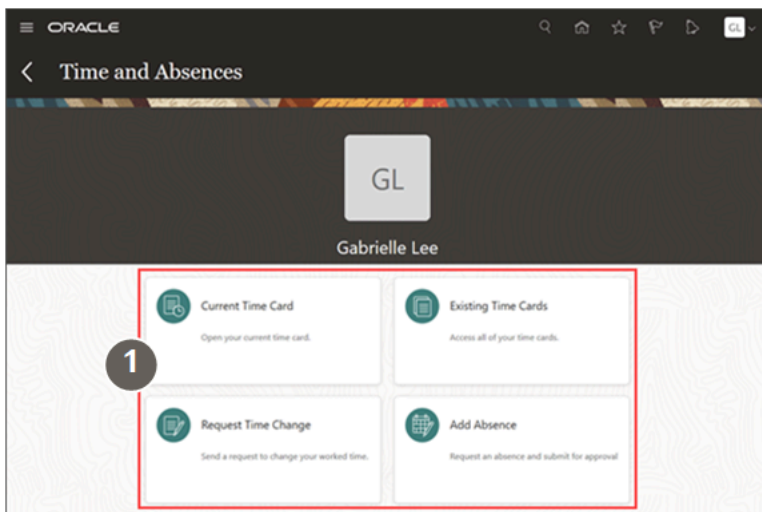 ORACLE
GL
Time and Absences
GL
Gabrielle Lee
Current Time Card
Open your current time card.
Existing Time Cards
Access all of your time cards.
1
Request Time Change
Send a request to change your worked time.
Add Absence
Request an absence and submit for approval